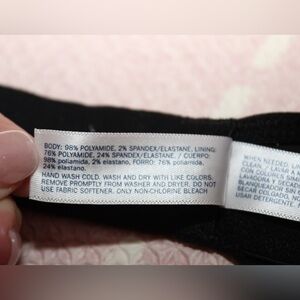 BODY: 98% POLYAMIDE, 2% SPANDEX/ELASTANE, LINING:
76% POLYAMIDE, 24% SPANDEX/ELASTANE. / CUERPO:
98% poliamida, 2% elastano, FORRO: 76% poliamida,
24% elastano.
HAND WASH COLD. WASH AND DRY WITH LIKE COLORS.
REMOVE PROMPTLY FROM WASHER AND DRYER. DO NOT
USE FABRIC SOFTENER. ONLY NON-CHLORINE BLEACH
WHEN NEEDED.
CLEAN. / LAVAR A
CON COLORES
LAVADORA Y
BLANQUEADOR SIN
SECAR COLGADO. NO
USAR DETERGENTE.